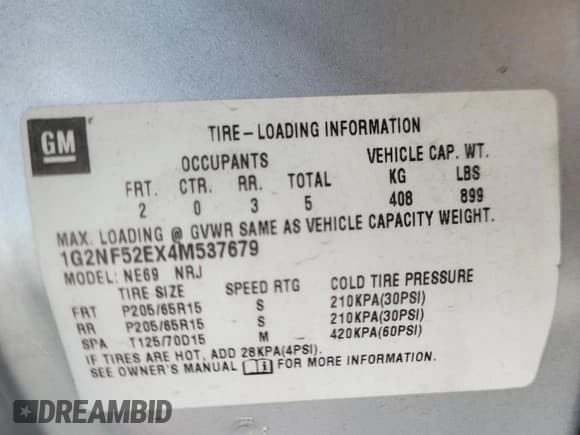 GM
TIRE-LOADING INFORMATION
OCCUPANTS VEHICLE CAP. WT.
FRT. CTR. RR. TOTAL KG LBS
2 0 3 5 408 899
MAX. LOADING @ GVWR SAME AS VEHICLE CAPACITY WEIGHT.
1G2NF52EX4M537679
MODEL: NE69 NRJ
TIRE SIZE SPEED RTG COLD TIRE PRESSURE
FRT P205/65R15 S 210KPA(30PSI)
RR P205/65R15 S 210KPA(30PSI)
SPA T125/70D15 M 420KPA(60PSI)
IF TIRES ARE HOT, ADD 28KPA(4PSI).
SEE OWNER'S MANUAL FOR MORE INFORMATION.
DREAMBID